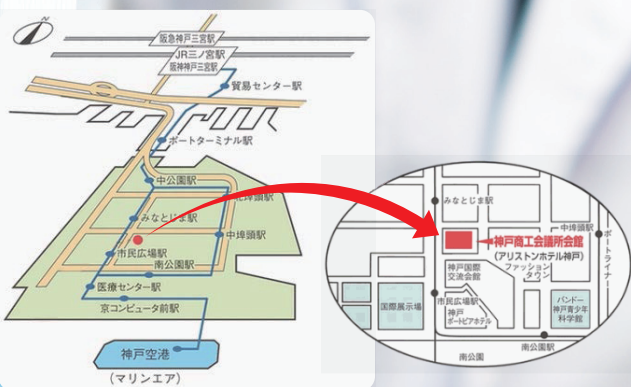 N
阪急神戸三宮駅
JR三ノ宮駅
阪神神戸三宮駅
貿易センター駅
ポートターミナル駅
中公園駅
北埠頭駅
みなとじま駅
中埠頭駅
市民広場駅
南公園駅
医療センター駅
京コンピュータ前駅
神戸空港
(マリンエア)
みなとじま駅
中埠頭駅
ポートライナー
神戸商工会議所会館
(アリストンホテル神戸)
神戸国際
交流会館
ファッション
タウン
国際展示場
市民広場駅
神戸
ポートピアホテル
バンドー
神戸青少年
科学館
南公園駅
南公園